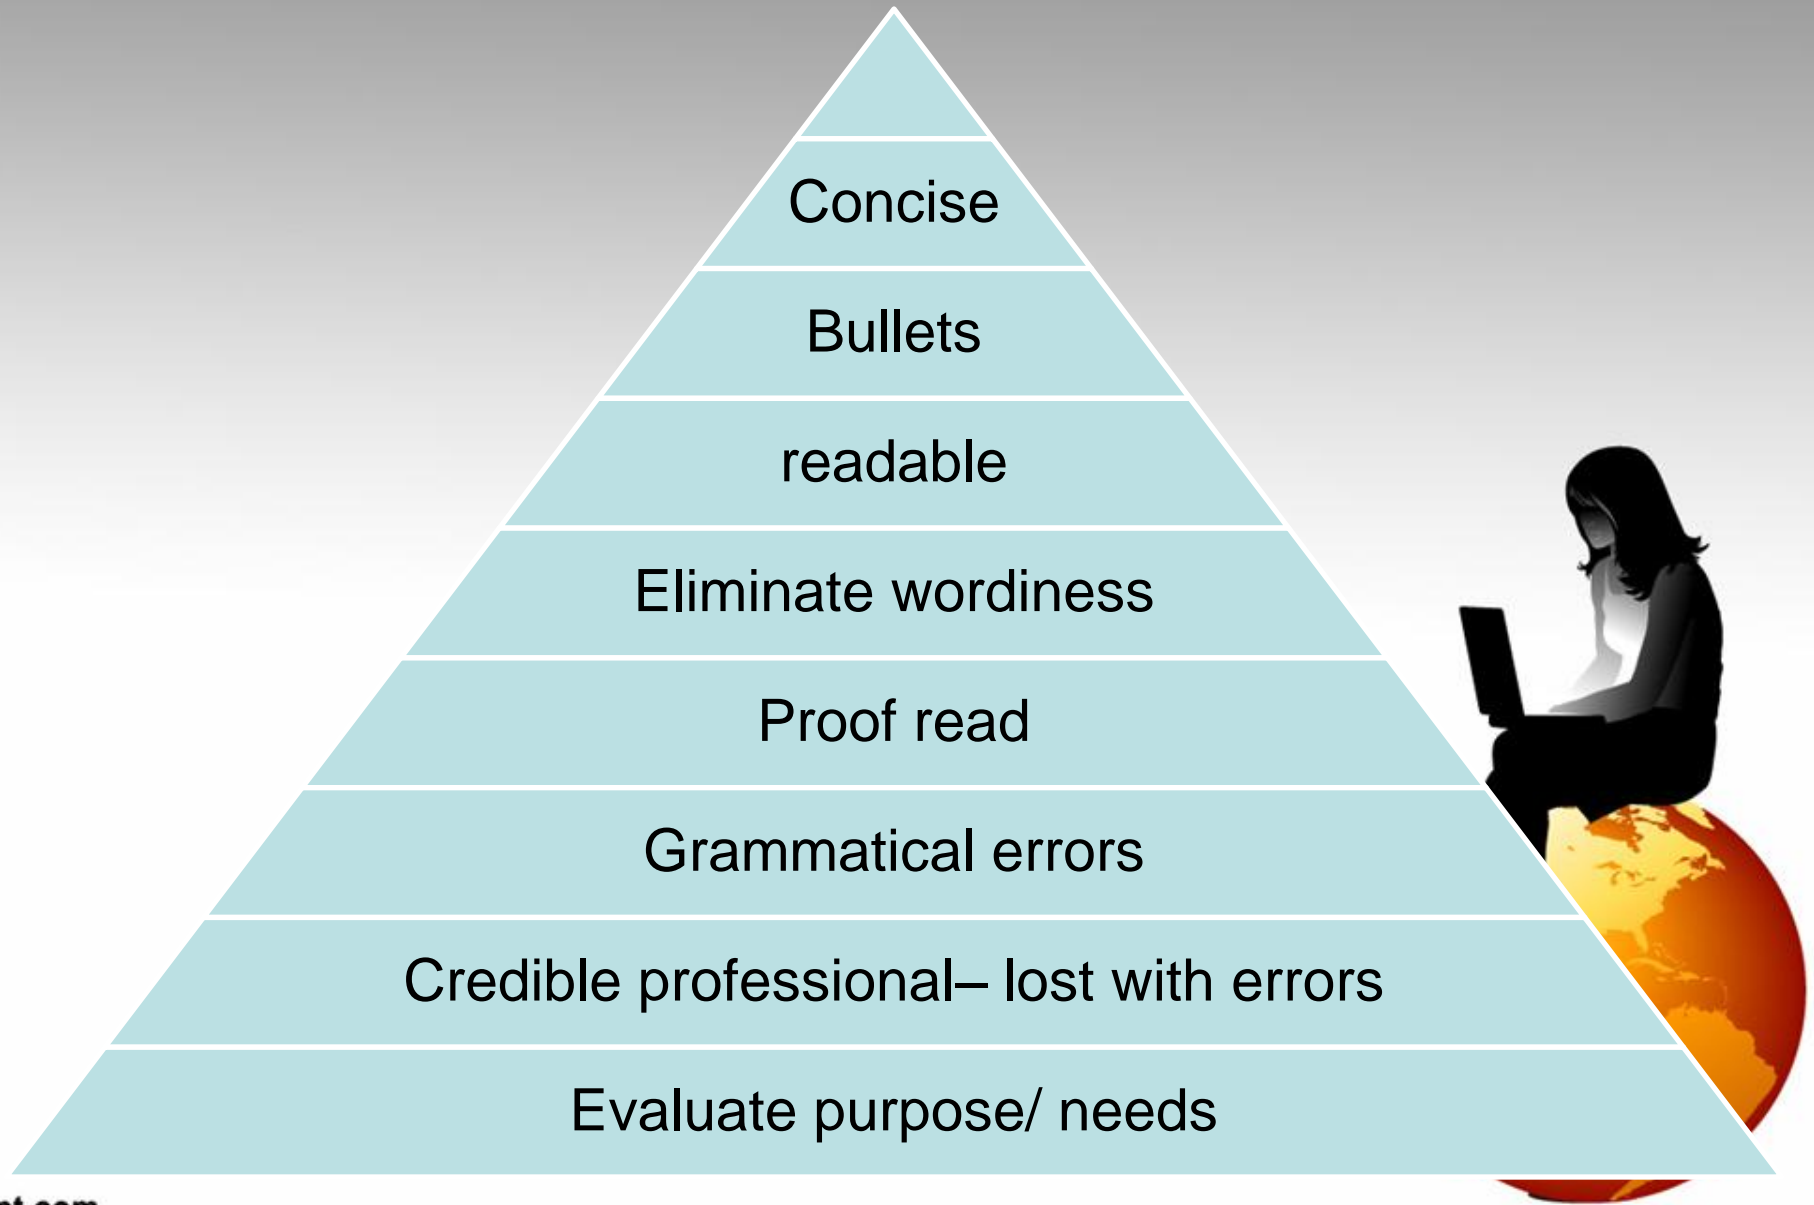 Concise
Bullets
readable
Eliminate wordiness
Proof read
Grammatical errors
Credible professional– lost with errors
Evaluate purpose/ needs